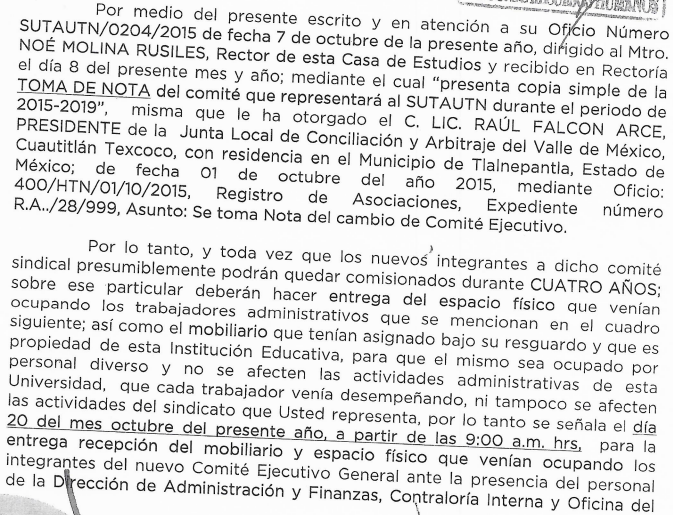 HUMANOS
Por medio del presente escrito y en atención a su Oficio Número
SUTAUTN/0204/2015 de fecha 7 de octubre de la presente año, dirigido al Mtro.
NOÉ MOLINA RUSILES, Rector de esta Casa de Estudios y recibido en Rectoría
el día 8 del presente mes y año; mediante el cual “presenta copia simple de la
TOMA DE NOTA del comité que representará al SUTAUTN durante el periodo de
2015-2019”, misma que le ha otorgado el C. LIC. RAÚL FALCON ARCE,
PRESIDENTE de la Junta Local de Conciliación y Arbitraje del Valle de México,
Cuautitlán Texcoco, con residencia en el Municipio de Tlalnepantla, Estado de
México; de fecha 01 de octubre del año 2015, mediante Oficio:
400/HTN/01/10/2015, Registro de Asociaciones, Expediente número
R.A../28/999, Asunto: Se toma Nota del cambio de Comité Ejecutivo.
Por lo tanto, y toda vez que los nuevos integrantes a dicho comité
sindical presumiblemente podrán quedar comisionados durante CUATRO AÑOS;
sobre ese particular deberán hacer entrega del espacio físico que venían
ocupando los trabajadores administrativos que se mencionan en el cuadro
siguiente; así como el mobiliario que tenían asignado bajo su resguardo y que es
propiedad de esta Institución Educativa, para que el mismo sea ocupado por
personal diverso y no se afecten las actividades administrativas de esta
Universidad, que cada trabajador venía desempeñando, ni tampoco se afecten
las actividades del sindicato que Usted representa, por lo tanto se señala el día
20 del mes octubre del presente año, a partir de las 9:00 a.m. hrs, para la
entrega recepción del mobiliario y espacio físico que venían ocupando los
integrantes del nuevo Comité Ejecutivo General ante la presencia del personal
de la Dirección de Administración y Finanzas, Contraloría Interna y Oficina del